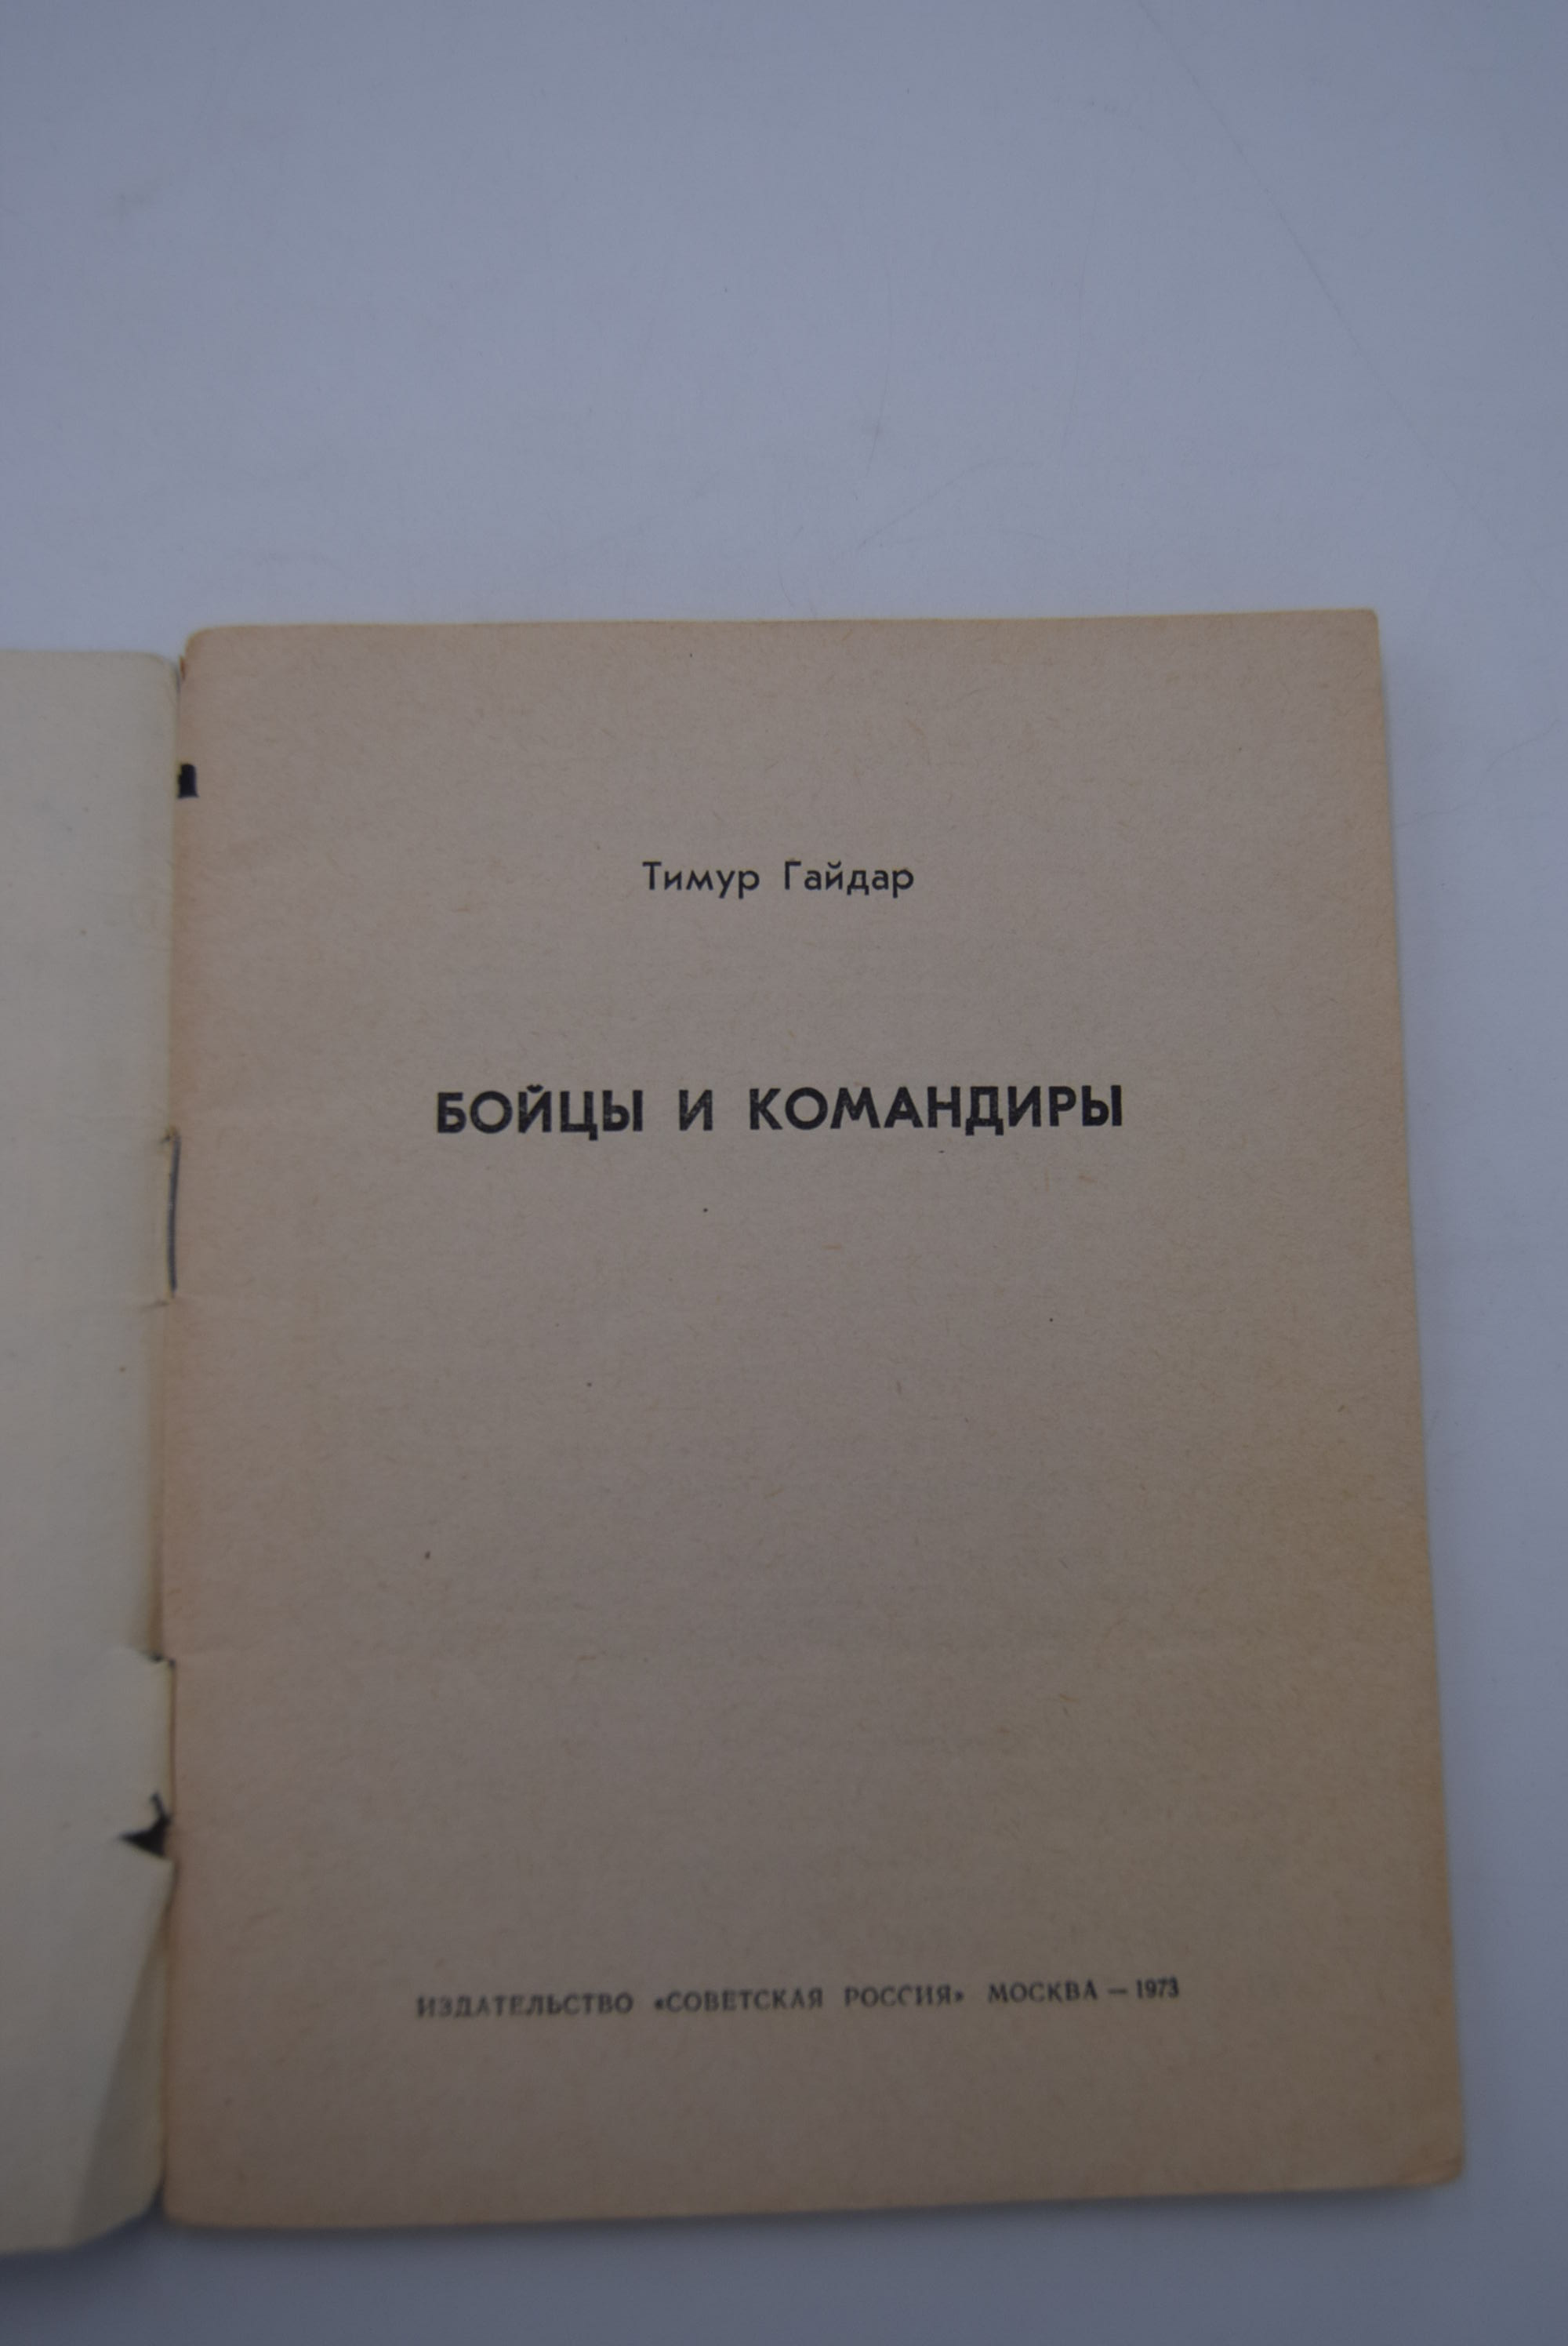 Тимур Гайдар
БОЙЦЫ И КОМАНДИРЫ
ИЗДАТЕЛЬСТВО «СОВЕТСКАЯ РОССИЯ» МОСКВА — 1973